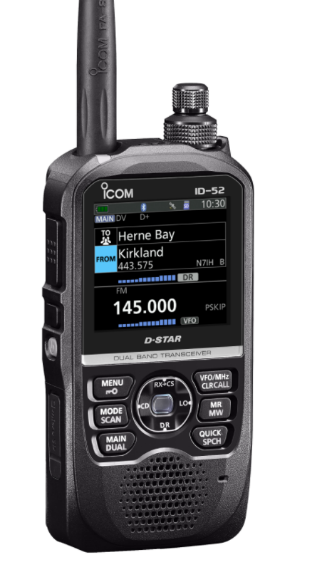 ICOM FA-S
ICOM
ID-52
10:30
MAIN DV D+
TO Herne Bay
FROM Kirkland
443.575 N7IH B
DR
FM
145.000 PSKIP
VFO
D-STAR
DUAL BAND TRANSCEIVER
MENU
RX→CS
VFO/MHz
CLRCALL
MODE
SCAN
CD
LO
MR
MW
MAIN
DUAL
DR
QUICK
SPCH